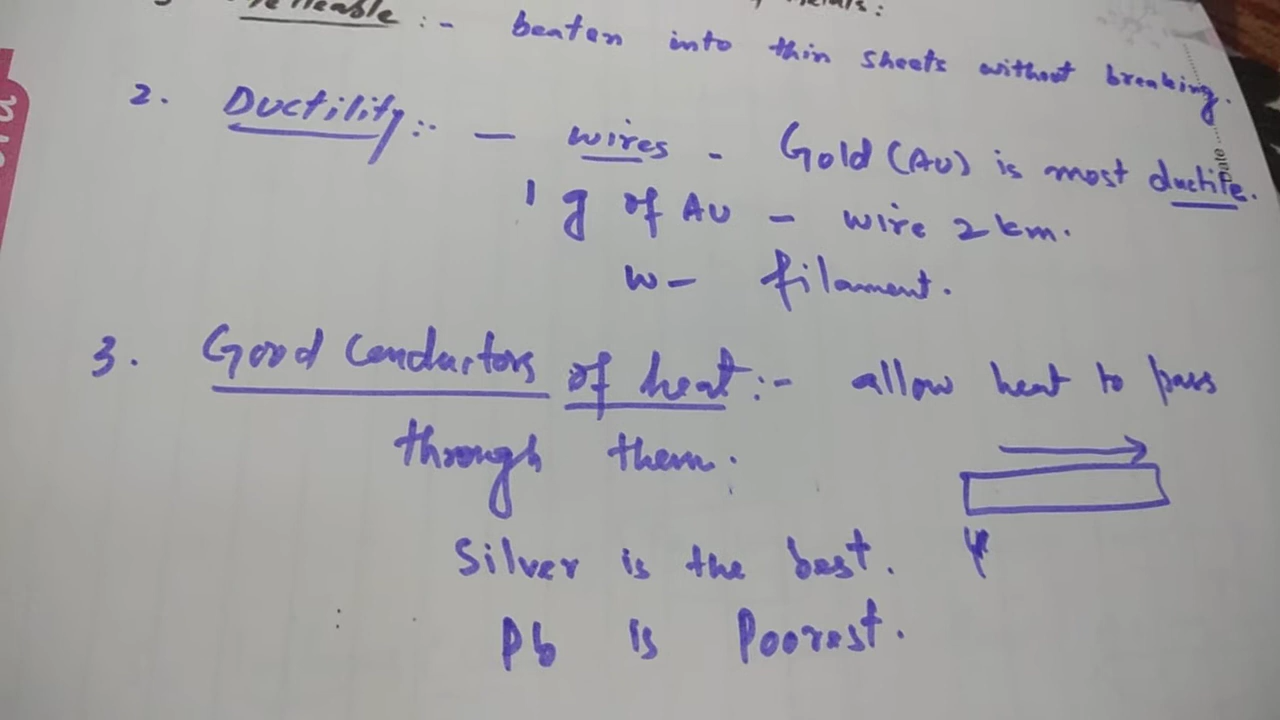 Malleable :- beaten into thin sheets without breaking.
2. Ductility :- — wires - Gold (AU) is most ductile.
1 g of AU - wire 2 km.
W- filament.
3. Good Conductors of heat :- allow heat to pass
through them.
Silver is the best.
Pb is Poorest.
Date